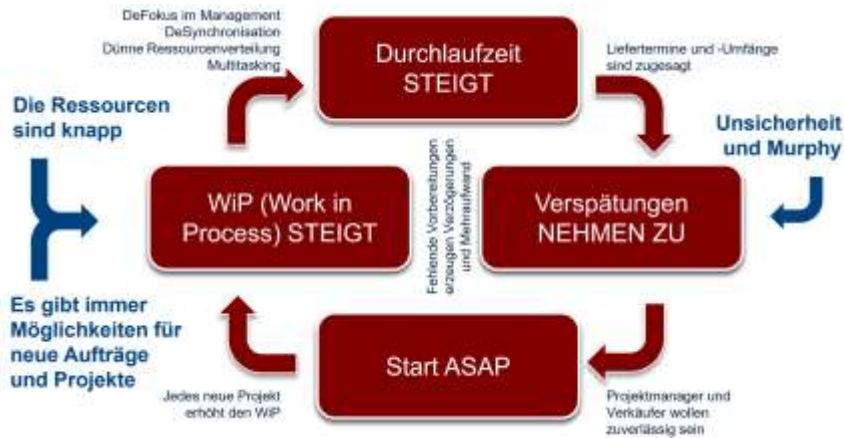 DeFokus im Management
DeSynchronisation
Dünne Ressourcenverteilung
Multitasking
Durchlaufzeit
STEIGT
Liefertermine und -Umfänge
sind zugesagt
Die Ressourcen
sind knapp
Unsicherheit
und Murphy
WiP (Work in
Process) STEIGT
Fehlende Vorbereitungen
erzeugen Verzögerungen
und Mehraufwand
Verspätungen
NEHMEN ZU
Es gibt immer
Möglichkeiten für
neue Aufträge
und Projekte
Start ASAP
Jedes neue Projekt
erhöht den WiP
Projektmanager und
Verkäufer wollen
zuverlässig sein